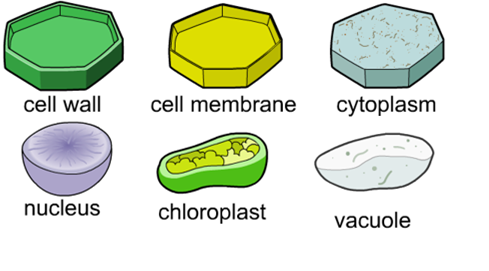 cell wall
cell membrane
cytoplasm
nucleus
chloroplast
vacuole